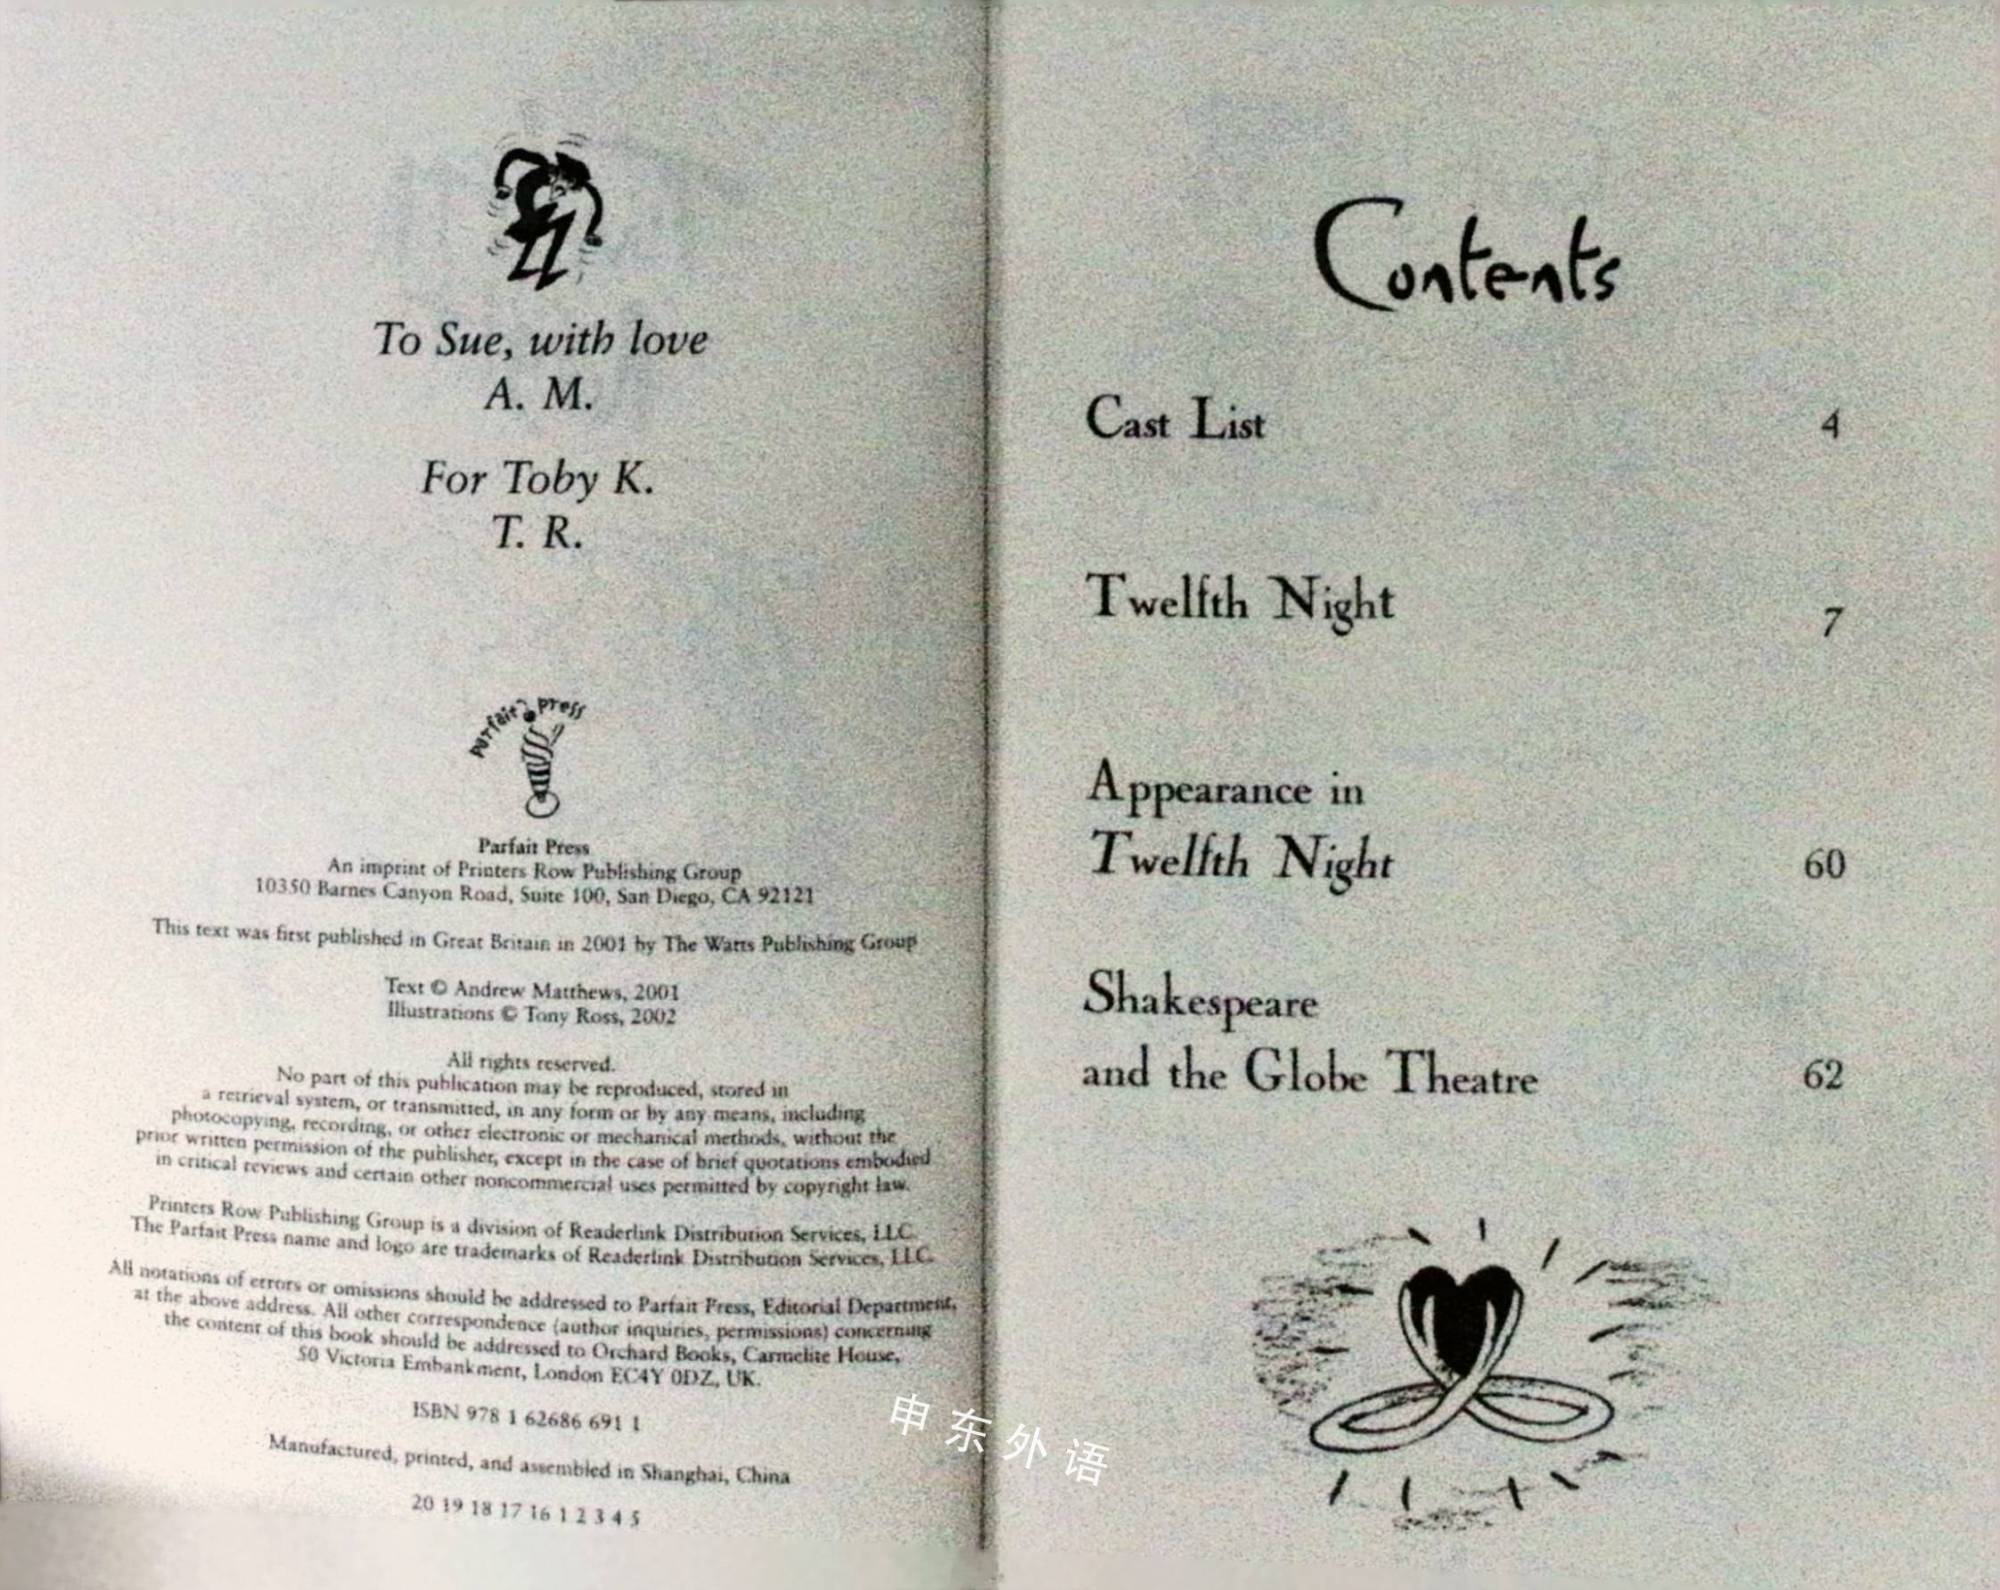 To Sue, with love
A. M.
For Toby K.
T. R.
parfait press
Parfait Press
An imprint of Printers Row Publishing Group
10350 Barnes Canyon Road, Suite 100, San Diego, CA 92121
This text was first published in Great Britain in 2001 by The Watts Publishing Group
Text © Andrew Matthews, 2001
Illustrations © Tony Ross, 2002
All rights reserved.
No part of this publication may be reproduced, stored in
a retrieval system, or transmitted, in any form or by any means, including
photocopying, recording, or other electronic or mechanical methods, without the
prior written permission of the publisher, except in the case of brief quotations embodied
in critical reviews and certain other noncommercial uses permitted by copyright law.
Printers Row Publishing Group is a division of Readerlink Distribution Services, LLC.
The Parfait Press name and logo are trademarks of Readerlink Distribution Services, LLC.
All notations of errors or omissions should be addressed to Parfait Press, Editorial Department,
at the above address. All other correspondence (author inquiries, permissions) concerning
the content of this book should be addressed to Orchard Books, Carmelite House,
50 Victoria Embankment, London EC4Y 0DZ, UK.
ISBN 978 1 62686 691 1
Manufactured, printed, and assembled in Shanghai, China
20 19 18 17 16 1 2 3 4 5
Contents
Cast List 4
Twelfth Night 7
Appearance in
Twelfth Night 60
Shakespeare
and the Globe Theatre 62
申东外语